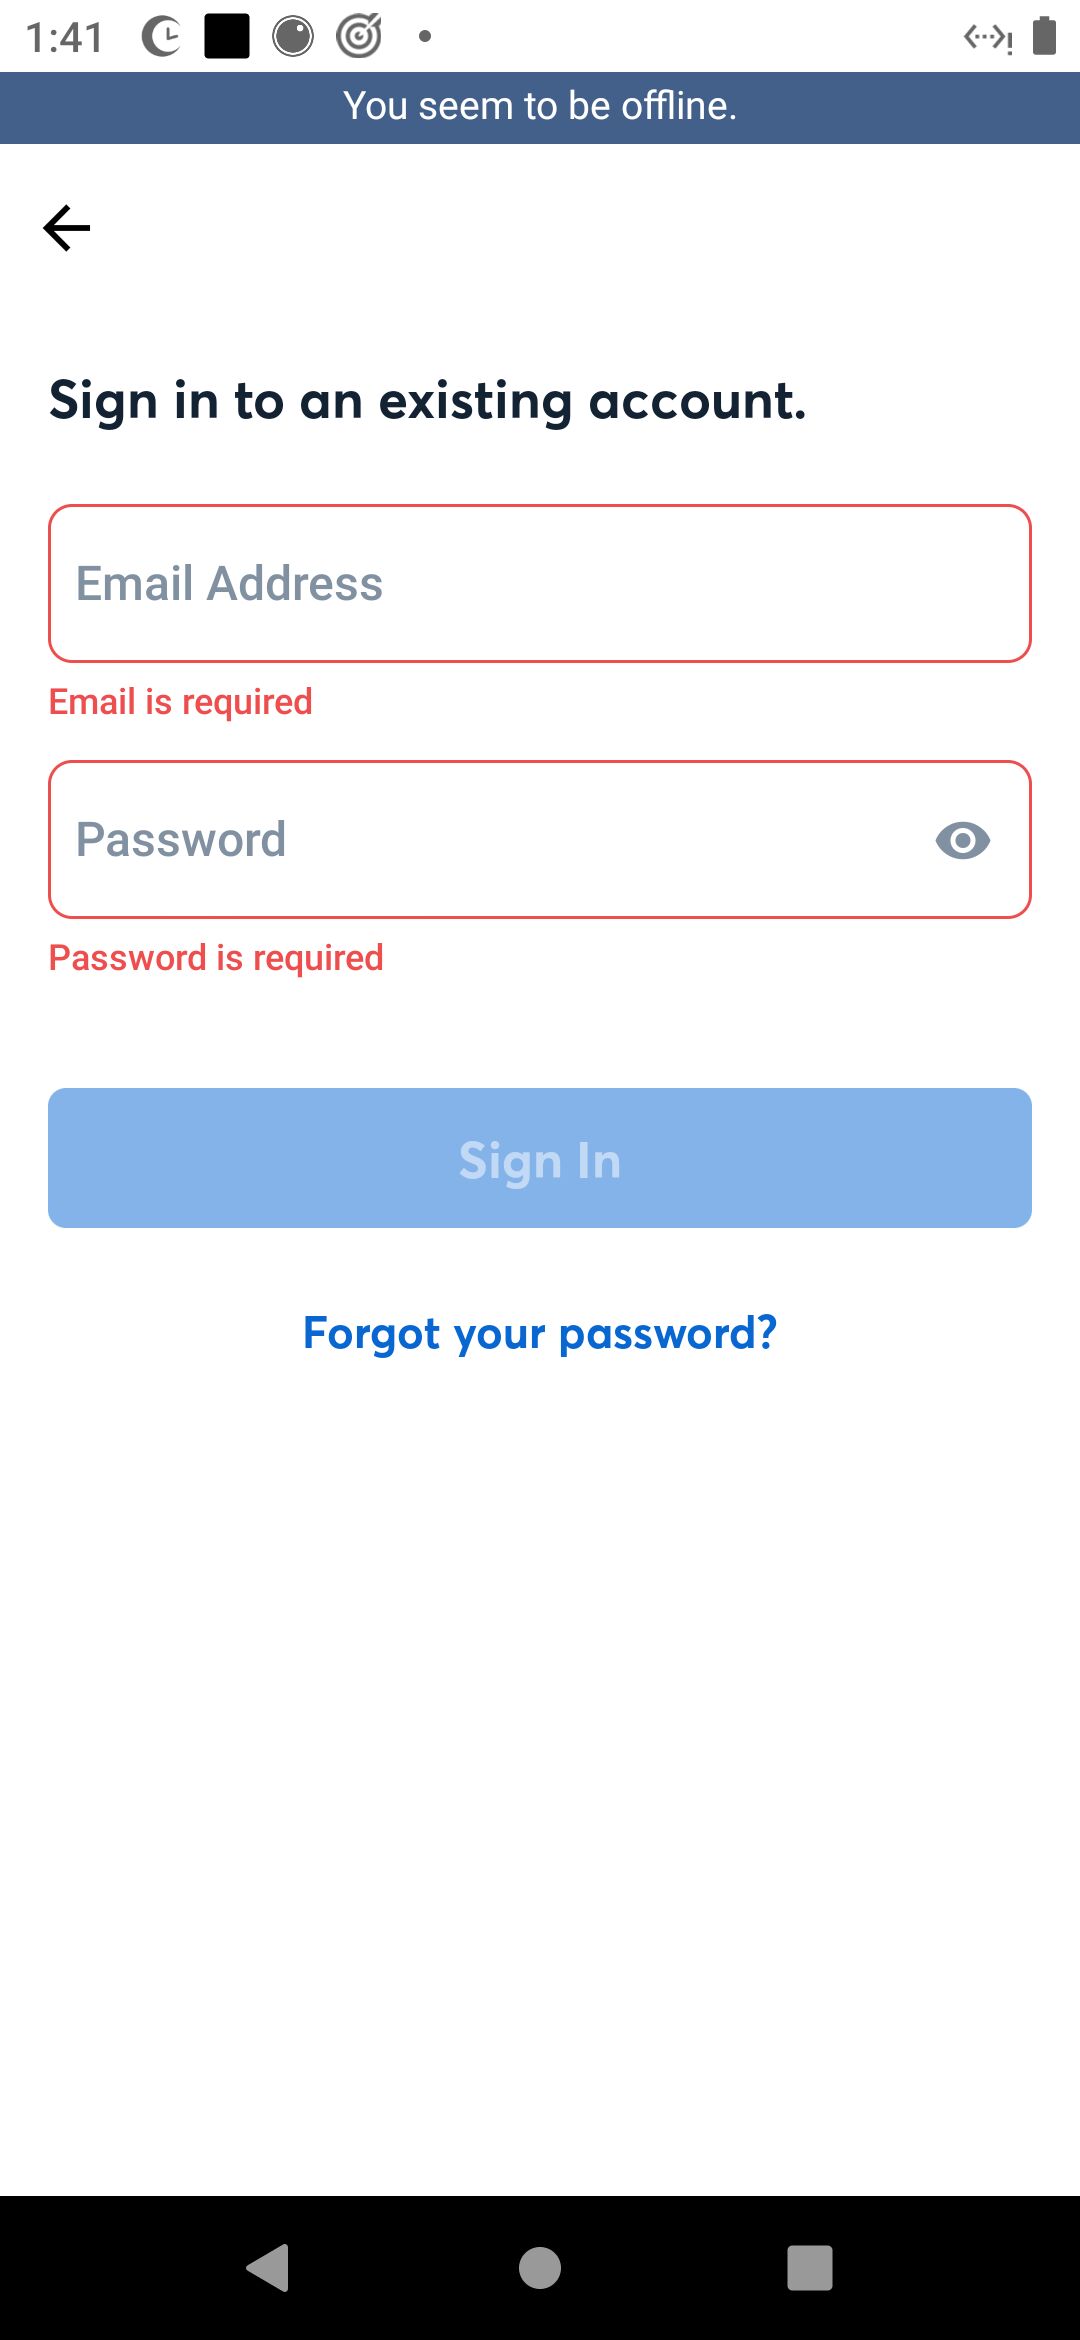 1:41
You seem to be offline.
Sign in to an existing account.
Email Address
Email is required
Password
Password is required
Sign In
Forgot your password?